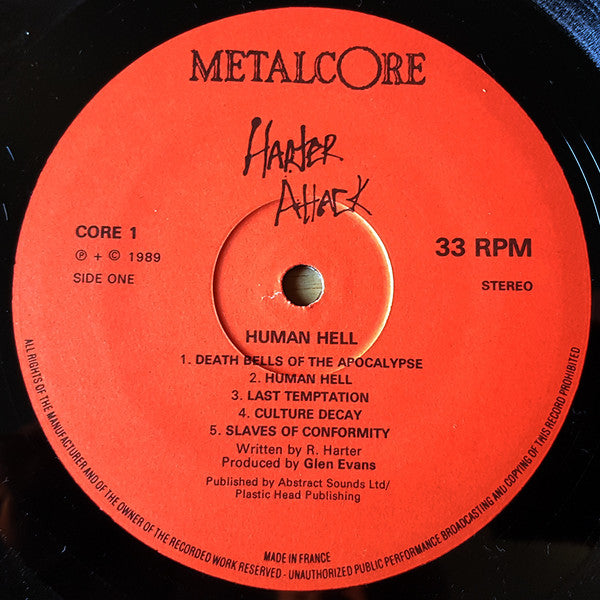 METALCORE
HARTER
ATTACK
CORE 1
℗ + © 1989
SIDE ONE
33 RPM
STEREO
HUMAN HELL
1. DEATH BELLS OF THE APOCALYPSE
2. HUMAN HELL
3. LAST TEMPTATION
4. CULTURE DECAY
5. SLAVES OF CONFORMITY
Written by R. Harter
Produced by Glen Evans
Published by Abstract Sounds Ltd/
Plastic Head Publishing
MADE IN FRANCE
ALL RIGHTS OF THE MANUFACTURER AND OF THE OWNER OF THE RECORDED WORK RESERVED - UNAUTHORIZED PUBLIC PERFORMANCE BROADCASTING AND COPYING OF THIS RECORD PROHIBITED